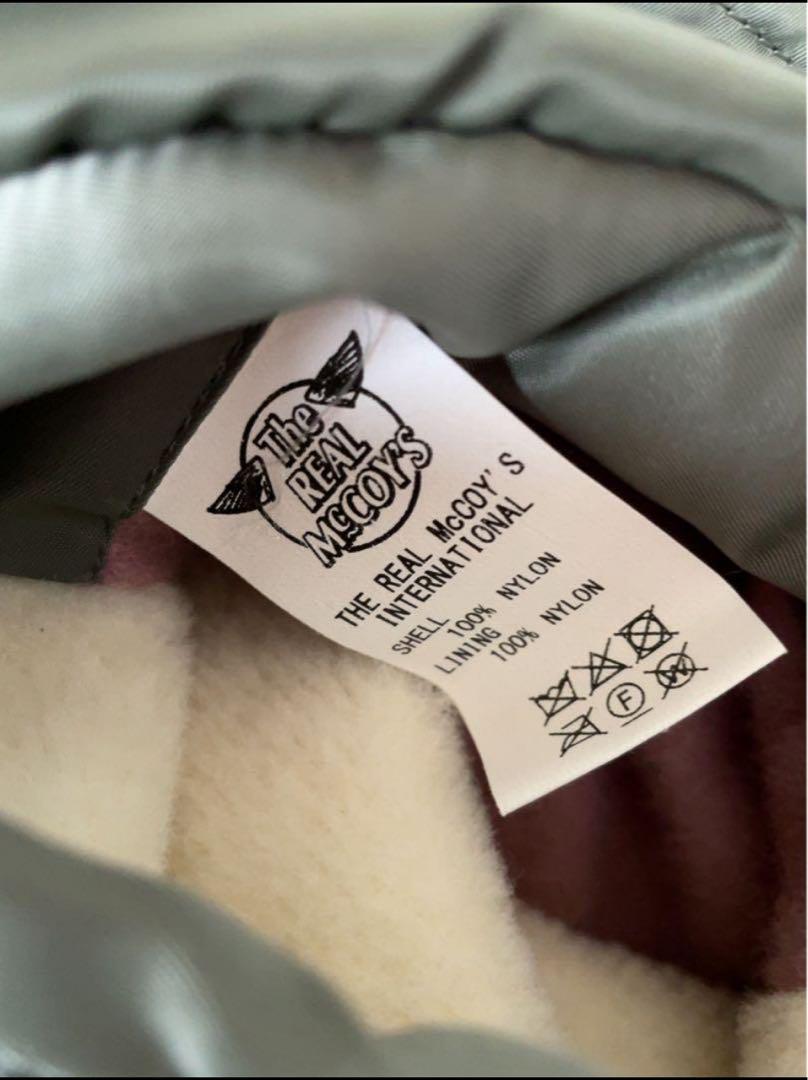 The
REAL
McCOY'S
THE REAL McCOY'S
INTERNATIONAL
SHELL
100% NYLON
LINING
100% NYLON
F
W